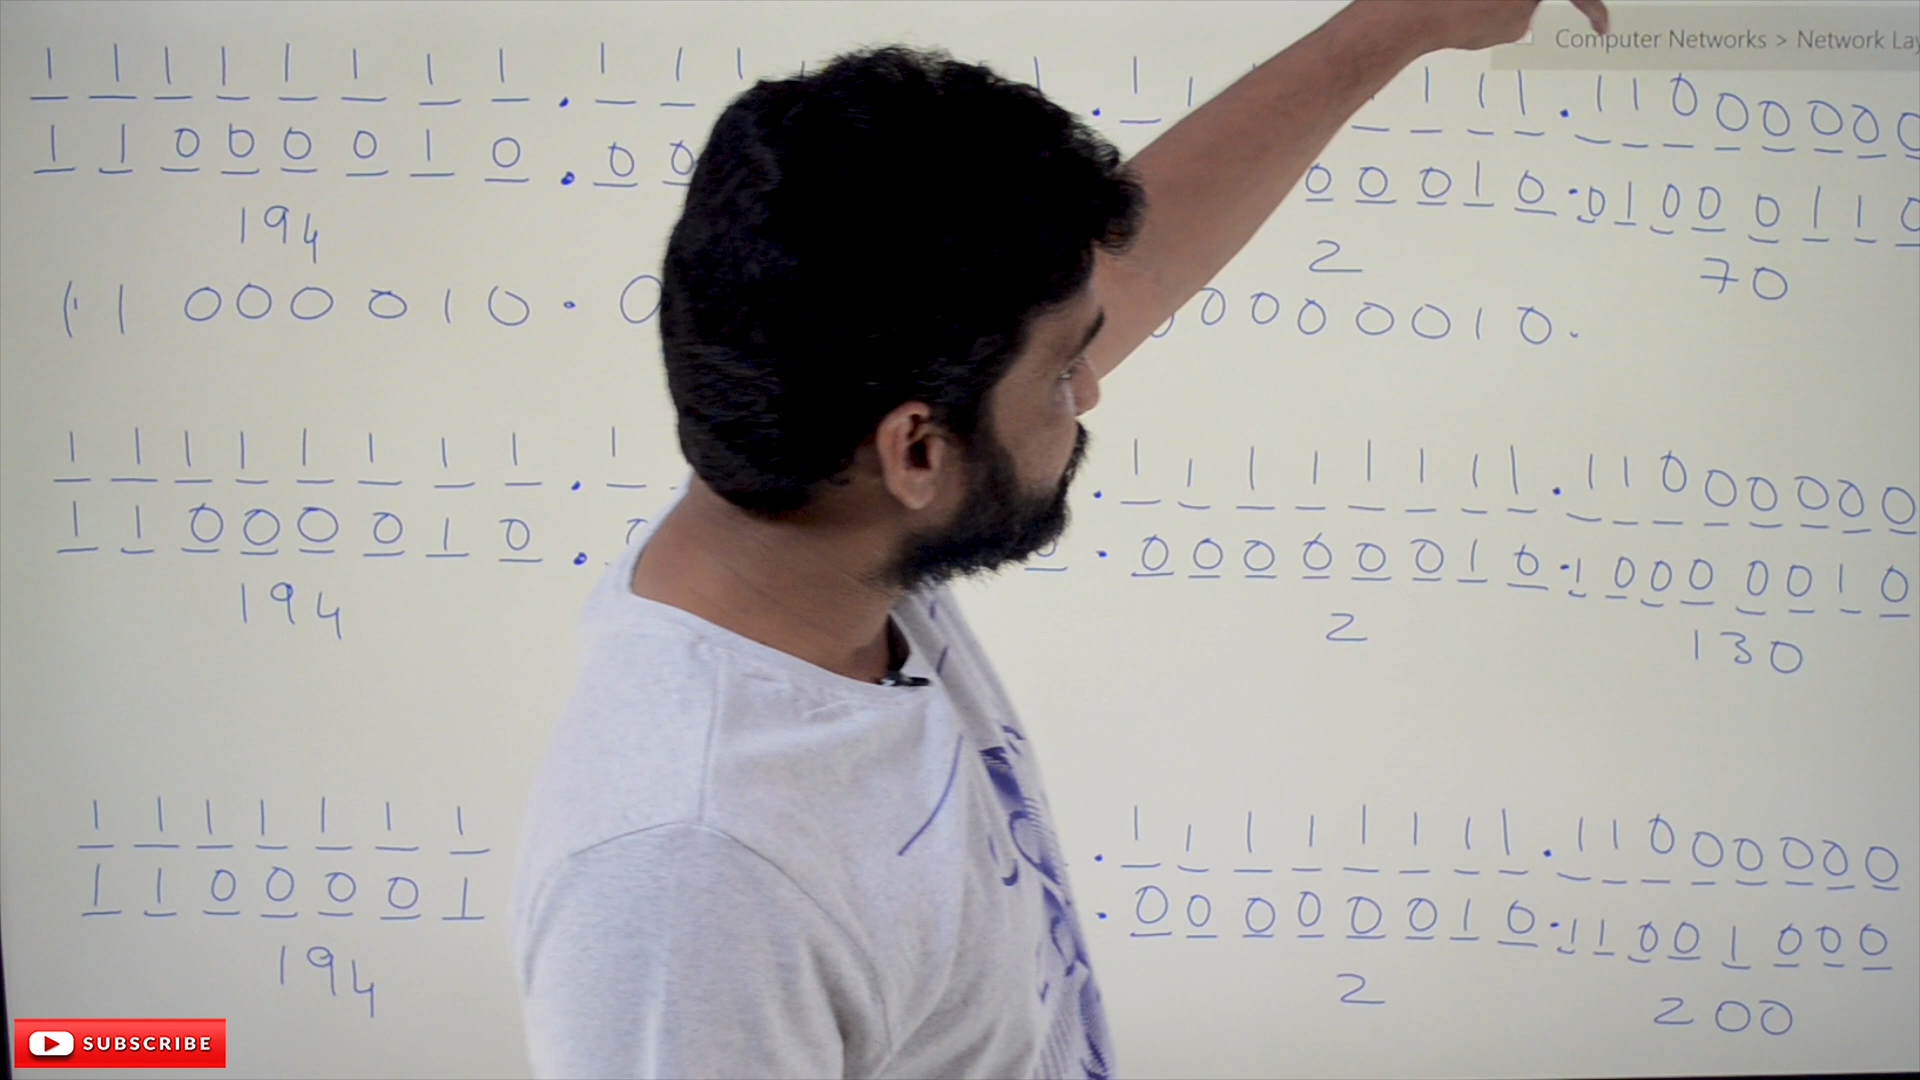 Computer Networks > Network Lay
1 1 1 1 1 1 1 1 . 1 1 1 . 1 1 1 1 1 . 1 1 0 0 0 0 0 0
1 1 0 0 0 0 1 0 . 0 0 0 0 0 1 0 . 0 1 0 0 0 1 1 0
194 2 70
1 1 0 0 0 0 1 0 . 0 0 0 0 0 0 1 0 .
1 1 1 1 1 1 1 1 . 1 . 1 1 1 1 1 1 1 1 . 1 1 0 0 0 0 0 0
1 1 0 0 0 0 1 0 . 0 . 0 0 0 0 0 0 1 0 . 1 0 0 0 0 0 1 0
194 2 130
1 1 1 1 1 1 1 . 1 1 1 1 1 1 1 1 . 1 1 0 0 0 0 0 0
1 1 0 0 0 0 1 . 0 0 0 0 0 0 1 0 . 1 1 0 0 1 0 0 0
194 2 200
SUBSCRIBE